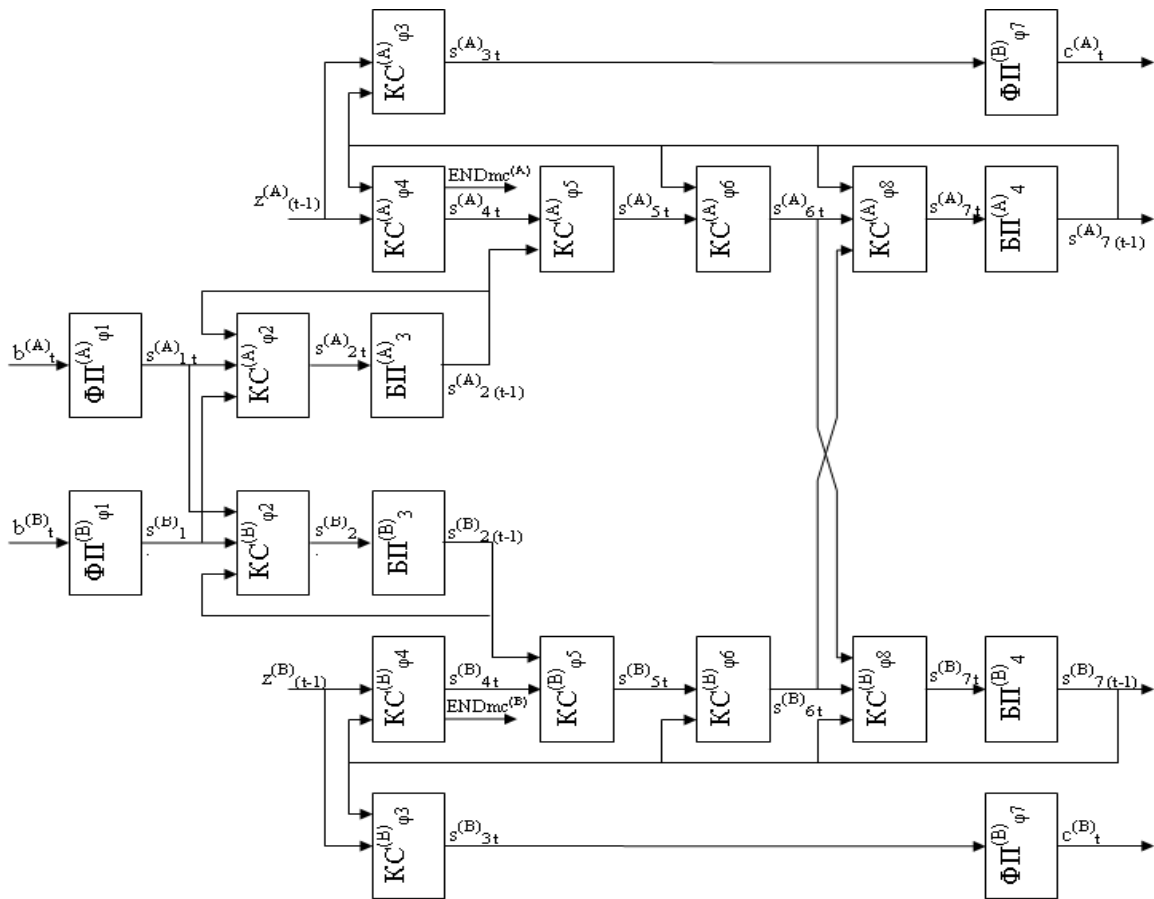 КС(A)φ3
s(A)3 t
ФП(B)φ7
c(A)t
z(A)(t-1)
КС(A)φ4
ENDmc(A)
s(A)4 t
КС(A)φ5
s(A)5 t
КС(A)φ6
s(A)6 t
КС(A)φ8
s(A)7 t
БП(A)4
s(A)7 (t-1)
b(A)t
ФП(A)φ1
s(A)1 t
КС(A)φ2
s(A)2 t
БП(A)3
s(A)2 (t-1)
b(B)t
ФП(B)φ1
s(B)1
КС(B)φ2
s(B)2
БП(B)3
s(B)2 (t-1)
z(B)(t-1)
КС(B)φ4
s(B)4 t
ENDmc(B)
КС(B)φ5
s(B)5 t
КС(B)φ6
s(B)6 t
КС(B)φ8
s(B)7 t
БП(B)4
s(B)7 (t-1)
КС(B)φ3
s(B)3 t
ФП(B)φ7
c(B)t